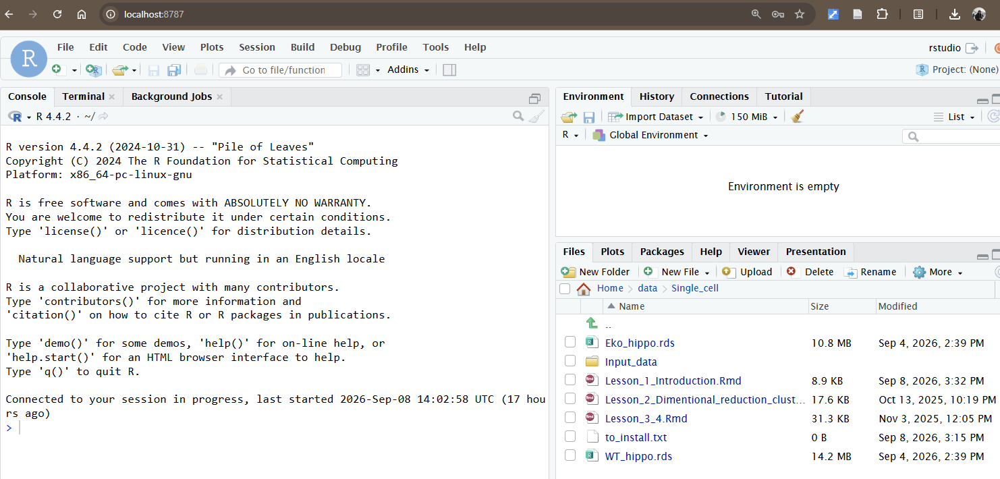 localhost:8787
R File Edit Code View Plots Session Build Debug Profile Tools Help rstudio
R Go to file/function Addins R Project: (None)
Console Terminal Background Jobs
R R 4.4.2 · ~/
R version 4.4.2 (2024-10-31) -- "Pile of Leaves"
Copyright (C) 2024 The R Foundation for Statistical Computing
Platform: x86_64-pc-linux-gnu
R is free software and comes with ABSOLUTELY NO WARRANTY.
You are welcome to redistribute it under certain conditions.
Type 'license()' or 'licence()' for distribution details.
Natural language support but running in an English locale
R is a collaborative project with many contributors.
Type 'contributors()' for more information and
'citation()' on how to cite R or R packages in publications.
Type 'demo()' for some demos, 'help()' for on-line help, or
'help.start()' for an HTML browser interface to help.
Type 'q()' to quit R.
Connected to your session in progress, last started 2026-Sep-08 14:02:58 UTC (17 hou
rs ago)
>
Environment History Connections Tutorial
Import Dataset 150 MiB List
R Global Environment
Environment is empty
Files Plots Packages Help Viewer Presentation
New Folder New File Upload Delete Rename More
Home data Single_cell
Name Size Modified
..
Eko_hippo.rds 10.8 MB Sep 4, 2026, 2:39 PM
Input_data
Lesson_1_Introduction.Rmd 8.9 KB Sep 8, 2026, 3:32 PM
Lesson_2_Dimentional_reduction_clust... 17.6 KB Oct 13, 2025, 10:19 PM
Lesson_3_4.Rmd 31.3 KB Nov 3, 2025, 12:05 PM
to_install.txt 0 B Sep 8, 2026, 3:15 PM
WT_hippo.rds 14.2 MB Sep 4, 2026, 2:39 PM